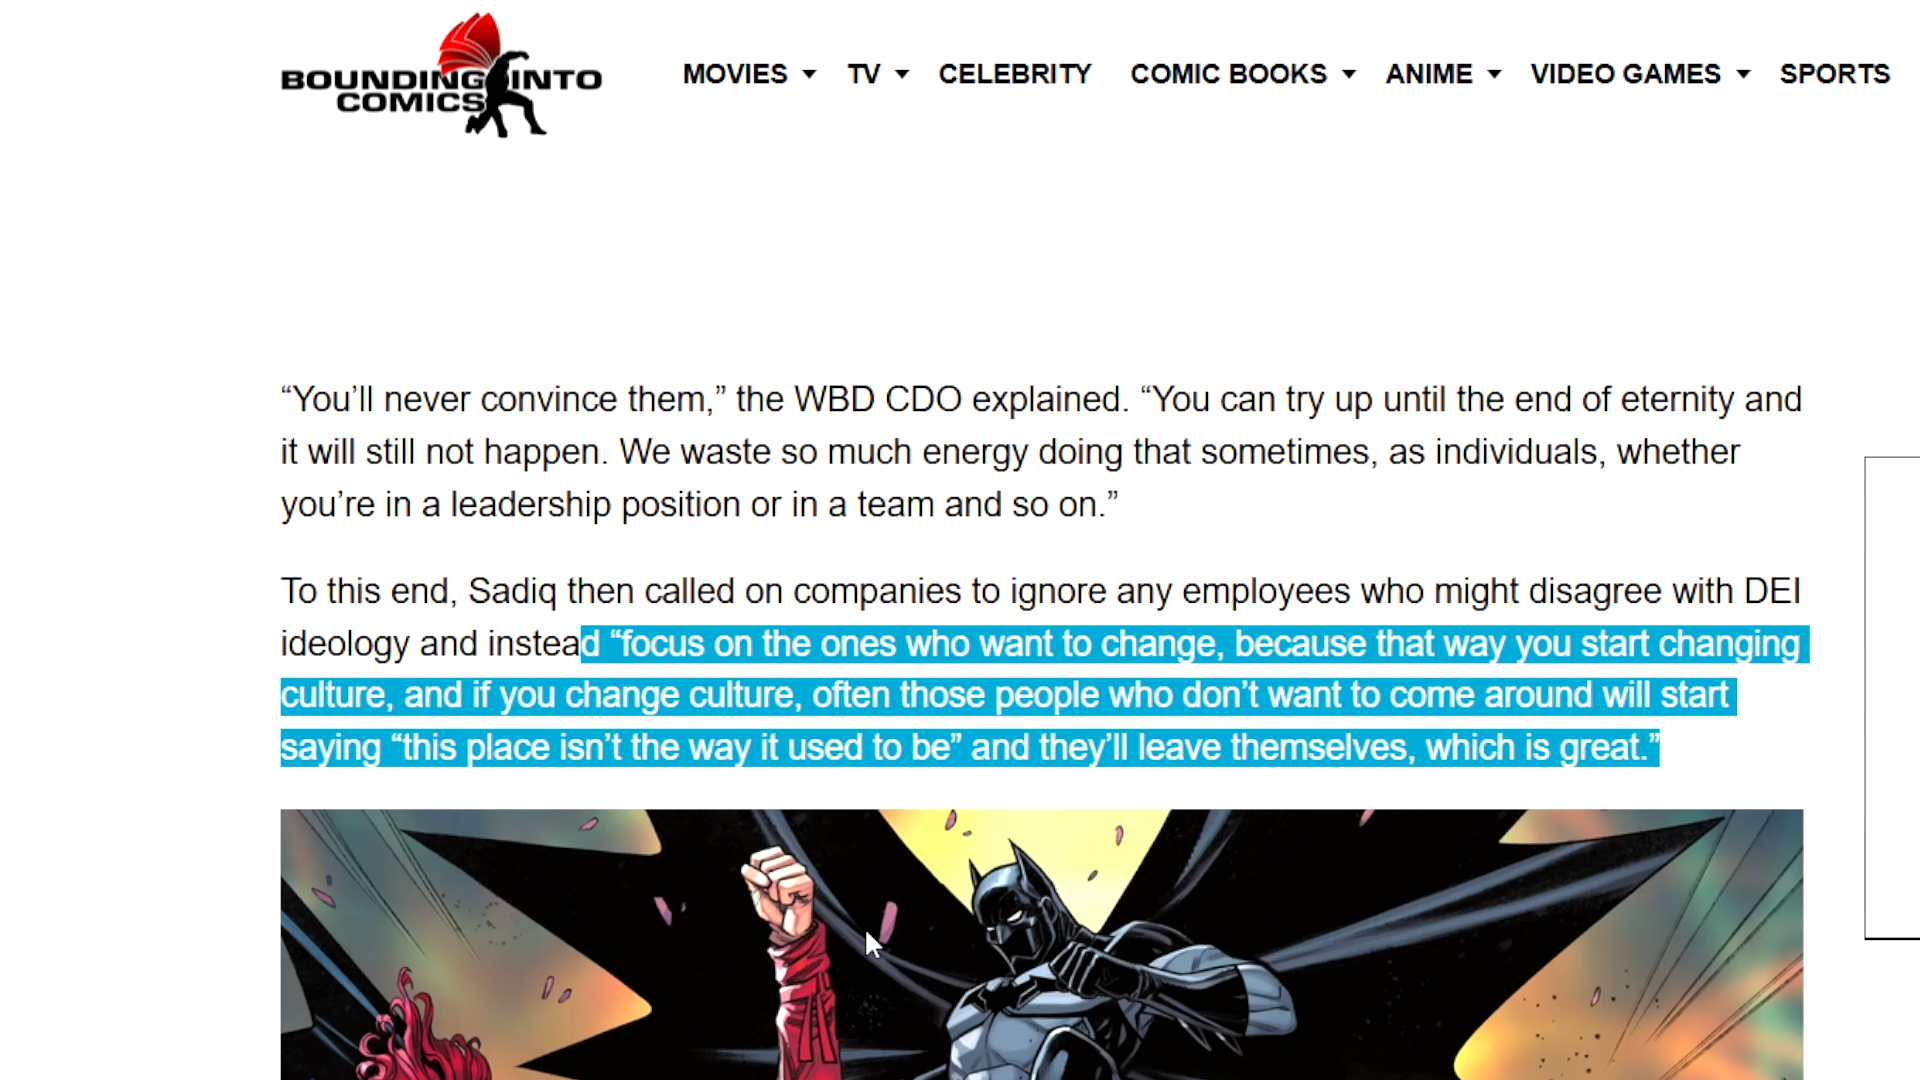 BOUNDING INTO
COMICS
MOVIES TV CELEBRITY COMIC BOOKS ANIME VIDEO GAMES SPORTS
“You’ll never convince them,” the WBD CDO explained. “You can try up until the end of eternity and
it will still not happen. We waste so much energy doing that sometimes, as individuals, whether
you’re in a leadership position or in a team and so on.”
To this end, Sadiq then called on companies to ignore any employees who might disagree with DEI
ideology and instead “focus on the ones who want to change, because that way you start changing
culture, and if you change culture, often those people who don’t want to come around will start
saying “this place isn’t the way it used to be” and they’ll leave themselves, which is great.”